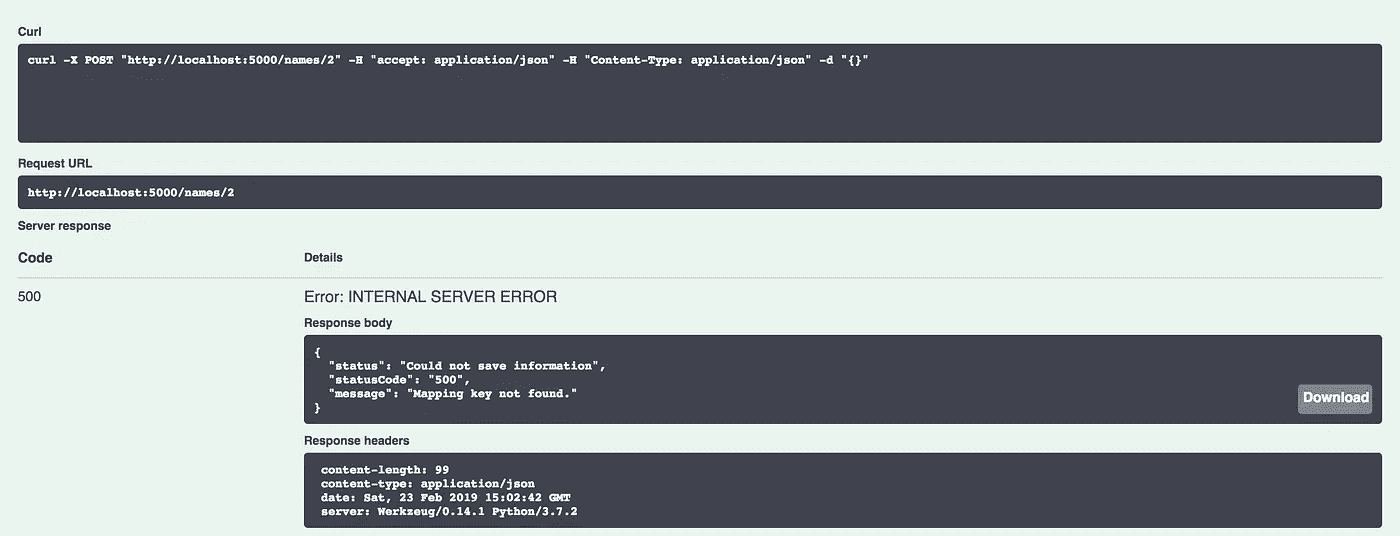 Curl
curl -X POST "http://localhost:5000/names/2" -H "accept: application/json" -H "Content-Type: application/json" -d "{}"
Request URL
http://localhost:5000/names/2
Server response
Code Details
500 Error: INTERNAL SERVER ERROR
Response body
{
"status": "Could not save information",
"statusCode": "500",
"message": "Mapping key not found."
}
Download
Response headers
content-length: 99
content-type: application/json
date: Sat, 23 Feb 2019 15:02:42 GMT
server: Werkzeug/0.14.1 Python/3.7.2